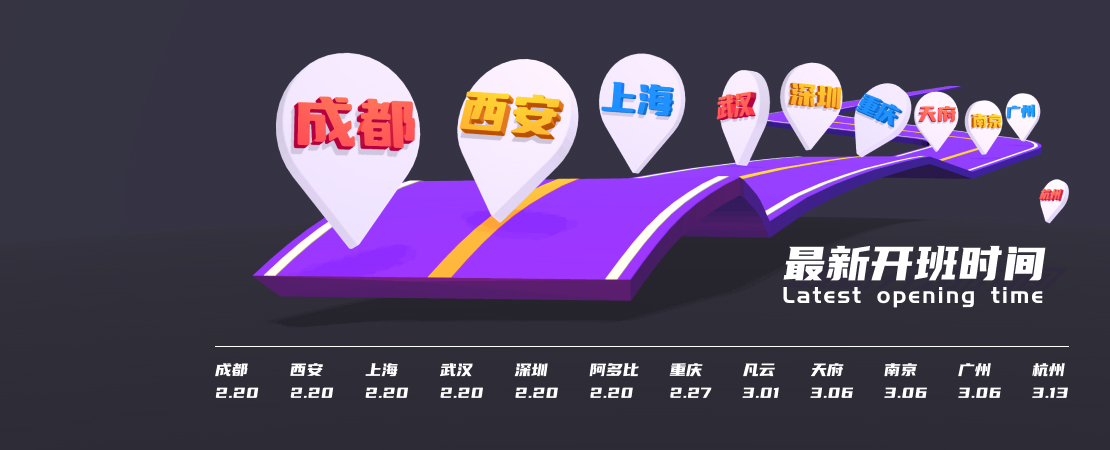 成都
西安
上海
武汉
深圳
重庆
天府
南京
广州
杭州
最新开班时间
Latest opening time
成都 西安 上海 武汉 深圳 阿多比 重庆 凡云 天府 南京 广州 杭州
2.20 2.20 2.20 2.20 2.20 2.20 2.27 3.01 3.06 3.06 3.06 3.13